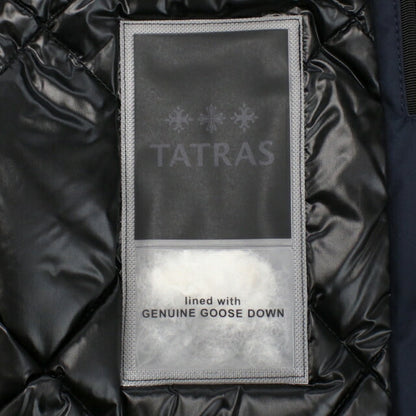 TATRAS
lined with
GENUINE GOOSE DOWN